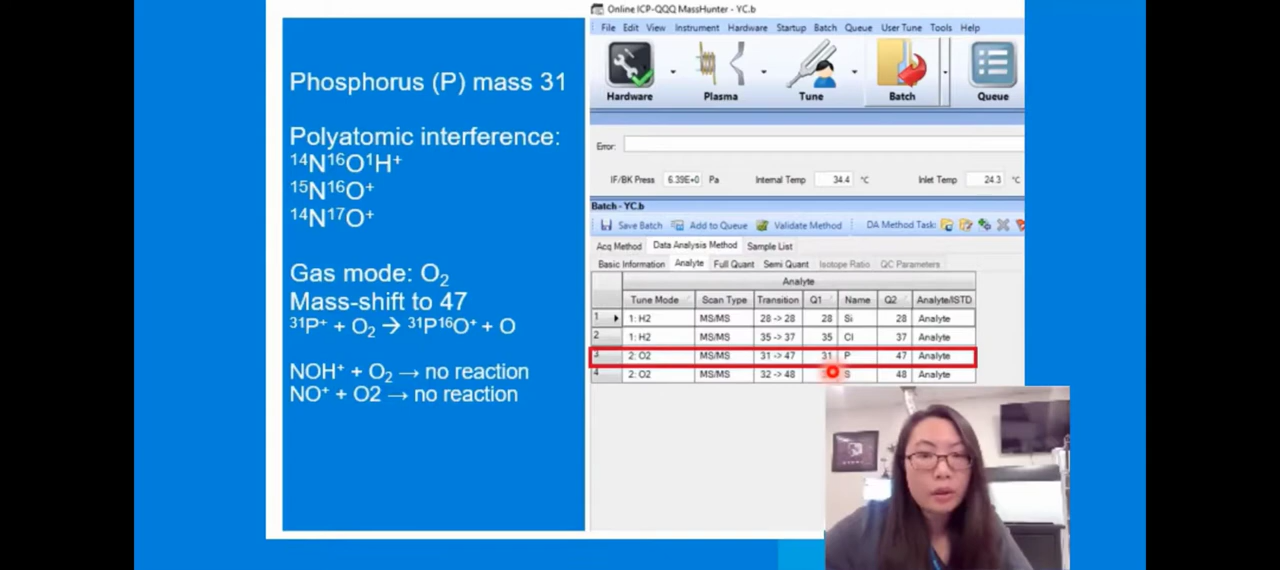 Phosphorus (P) mass 31
Polyatomic interference:
¹⁴N¹⁶O¹H⁺
¹⁵N¹⁶O⁺
¹⁴N¹⁷O⁺
Gas mode: O₂
Mass-shift to 47
³¹P⁺ + O₂ → ³¹P¹⁶O⁺ + O
NOH⁺ + O₂ → no reaction
NO⁺ + O2 → no reaction
Online ICP-QQQ MassHunter - YC.b
File Edit View Instrument Hardware Startup Batch Queue User Tune Tools Help
Hardware Plasma Tune Batch Queue
Error:
IF/BK Press 6.39E+0 Pa Internal Temp 34.4 °C Inlet Temp 24.3 °C
Batch - YC.b
Save Batch Add to Queue Validate Method DA Method Task:
Acq Method Data Analysis Method Sample List
Basic Information Analyte Full Quant Semi Quant Isotope Ratio QC Parameters
Analyte
Tune Mode Scan Type Transition Q1 Name Q2 Analyte/ISTD
1 1: H2 MS/MS 28 -> 28 28 Si 28 Analyte
2 1: H2 MS/MS 35 -> 37 35 Cl 37 Analyte
3 2: O2 MS/MS 31 -> 47 31 P 47 Analyte
4 2: O2 MS/MS 32 -> 48 S 48 Analyte